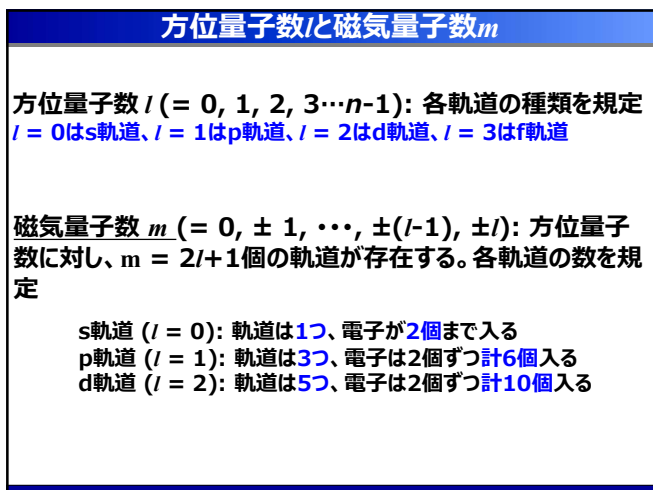 方位量子数lと磁気量子数m
方位量子数 l (= 0, 1, 2, 3…n-1): 各軌道の種類を規定
l = 0はs軌道、l = 1はp軌道、l = 2はd軌道、l = 3はf軌道
磁気量子数 m (= 0, ± 1, ･･･, ±(l-1), ±l): 方位量子
数に対し、m = 2l+1個の軌道が存在する。各軌道の数を規
定
s軌道 (l = 0): 軌道は1つ、電子が2個まで入る
p軌道 (l = 1): 軌道は3つ、電子は2個ずつ計6個入る
d軌道 (l = 2): 軌道は5つ、電子は2個ずつ計10個入る